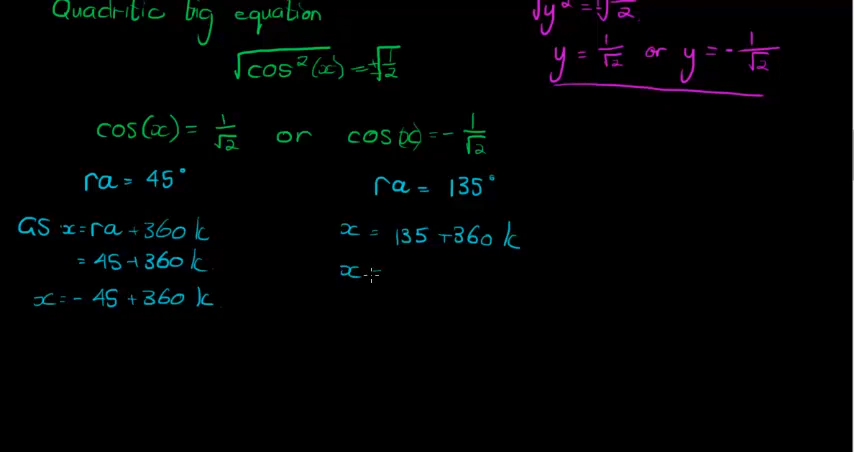 Quadritic big equation
√y² = ±√1/2
y = 1/√2 or y = - 1/√2
√cos²(x) = ±√1/2
cos(x) = 1/√2 or cos(x) = - 1/√2
ra = 45°
GS x = ra + 360k
= 45 + 360k
x = - 45 + 360k
ra = 135°
x = 135 + 360k
x =